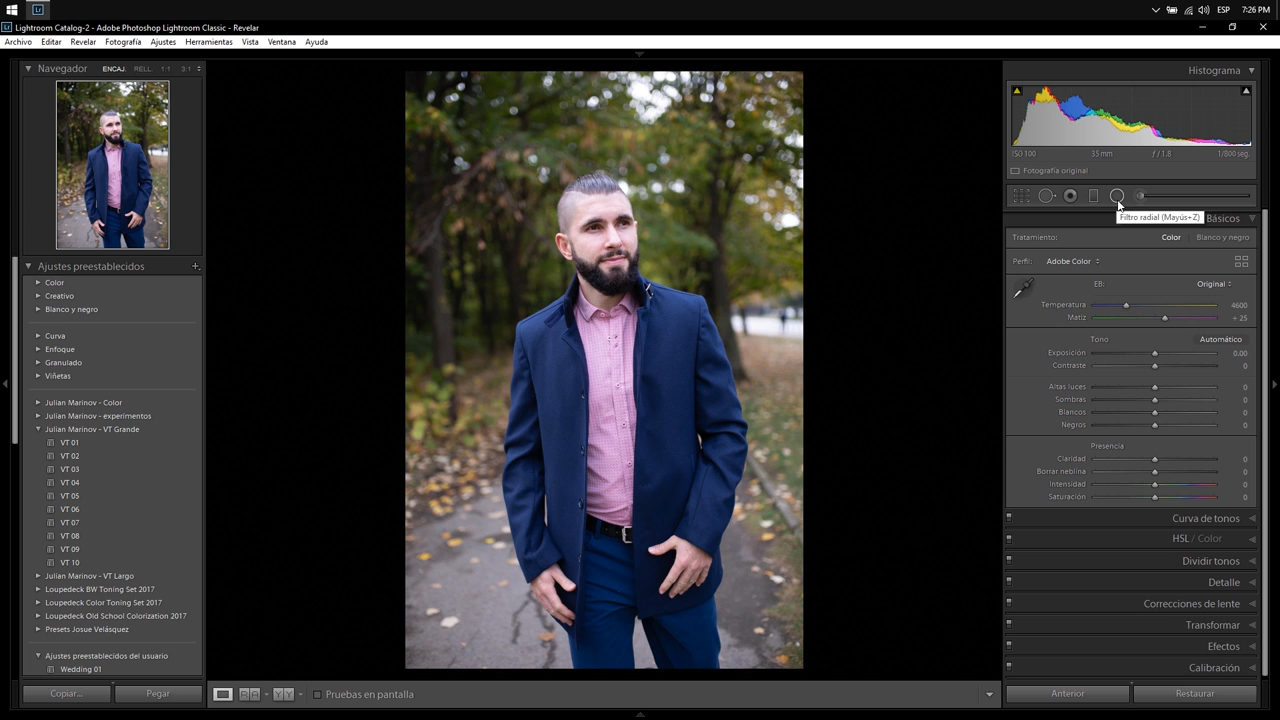 ESP 7:26 PM
Lightroom Catalog-2 - Adobe Photoshop Lightroom Classic - Revelar
Archivo Editar Revelar Fotografía Ajustes Herramientas Vista Ventana Ayuda
Navegador ENCAJ. RELL. 1:1 3:1
Ajustes preestablecidos
Color
Creativo
Blanco y negro
Curva
Enfoque
Granulado
Viñetas
Julian Marinov - Color
Julian Marinov - experimentos
Julian Marinov - VT Grande
VT 01
VT 02
VT 03
VT 04
VT 05
VT 06
VT 07
VT 08
VT 09
VT 10
Julian Marinov - VT Largo
Loupedeck BW Toning Set 2017
Loupedeck Color Toning Set 2017
Loupedeck Old School Colorization 2017
Presets Josue Velásquez
Ajustes preestablecidos del usuario
Wedding 01
Copiar... Pegar
Pruebas en pantalla
Histograma
ISO 100 35 mm ƒ / 1.8 1/800 seg.
Fotografía original
Filtro radial (Mayús+Z)
Básicos
Tratamiento: Color Blanco y negro
Perfil: Adobe Color
EB: Original
Temperatura 4600
Matiz + 25
Tono Automático
Exposición 0.00
Contraste 0
Altas luces 0
Sombras 0
Blancos 0
Negros 0
Presencia
Claridad 0
Borrar neblina 0
Intensidad 0
Saturación 0
Curva de tonos
HSL / Color
Dividir tonos
Detalle
Correcciones de lente
Transformar
Efectos
Calibración
Anterior Restaurar